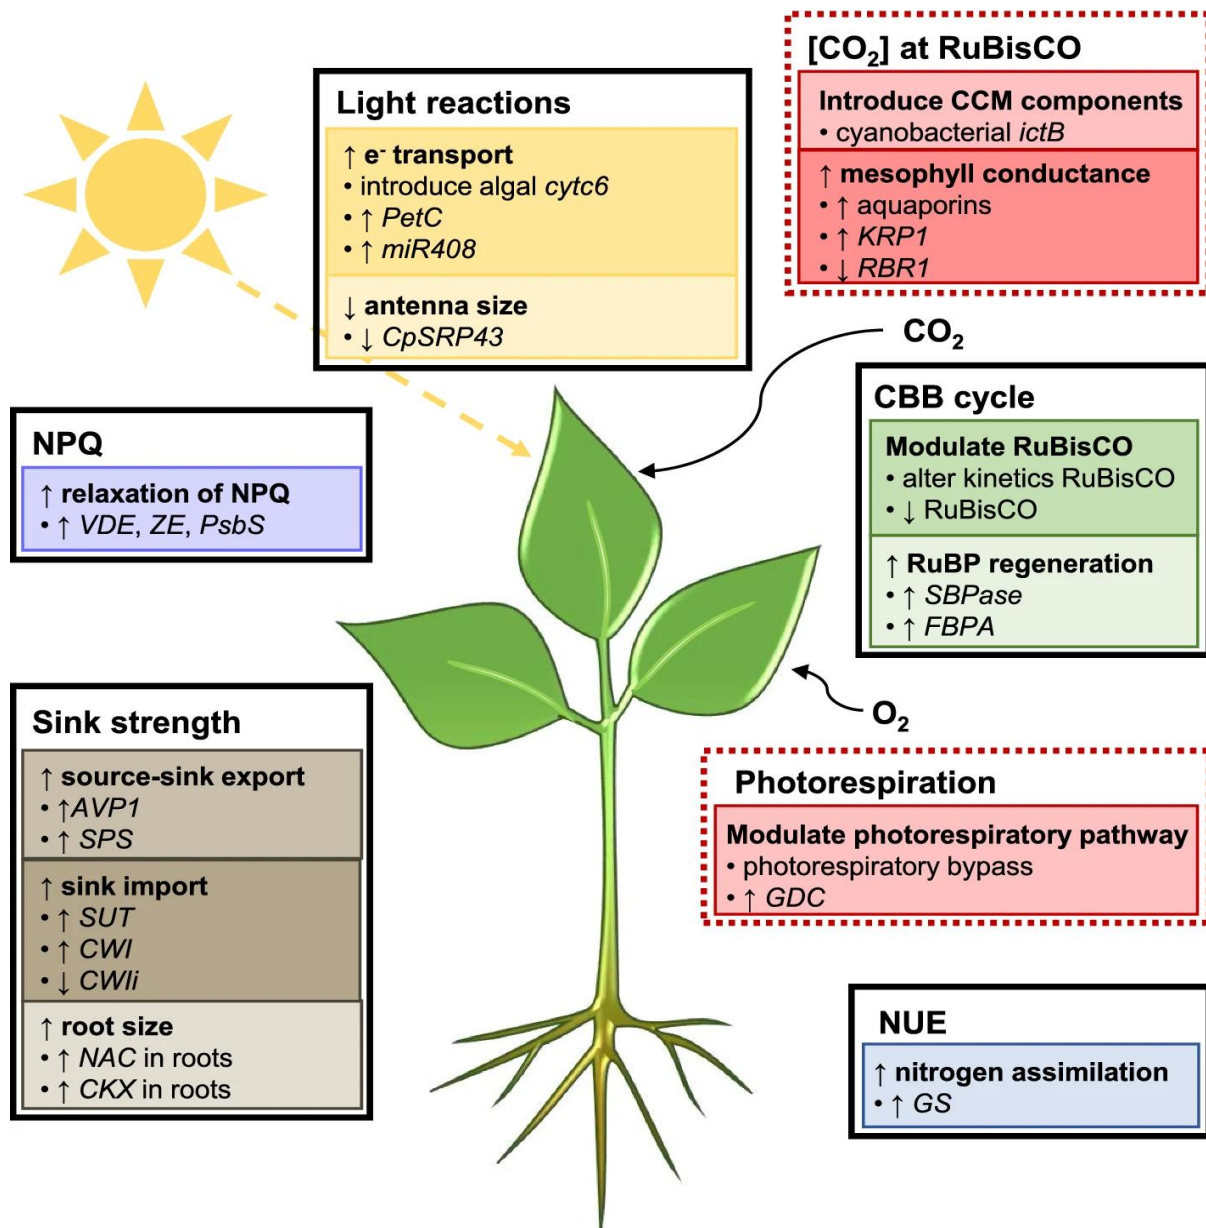 [CO₂] at RuBisCO
Introduce CCM components
• cyanobacterial ictB
↑ mesophyll conductance
• ↑ aquaporins
• ↑ KRP1
• ↓ RBR1
Light reactions
↑ e⁻ transport
• introduce algal cytc6
• ↑ PetC
• ↑ miR408
↓ antenna size
• ↓ CpSRP43
CO₂
CBB cycle
Modulate RuBisCO
• alter kinetics RuBisCO
• ↓ RuBisCO
↑ RuBP regeneration
• ↑ SBPase
• ↑ FBPA
NPQ
↑ relaxation of NPQ
• ↑ VDE, ZE, PsbS
O₂
Sink strength
↑ source-sink export
• ↑AVP1
• ↑ SPS
↑ sink import
• ↑ SUT
• ↑ CWI
• ↓ CWIi
↑ root size
• ↑ NAC in roots
• ↑ CKX in roots
Photorespiration
Modulate photorespiratory pathway
• photorespiratory bypass
• ↑ GDC
NUE
↑ nitrogen assimilation
• ↑ GS